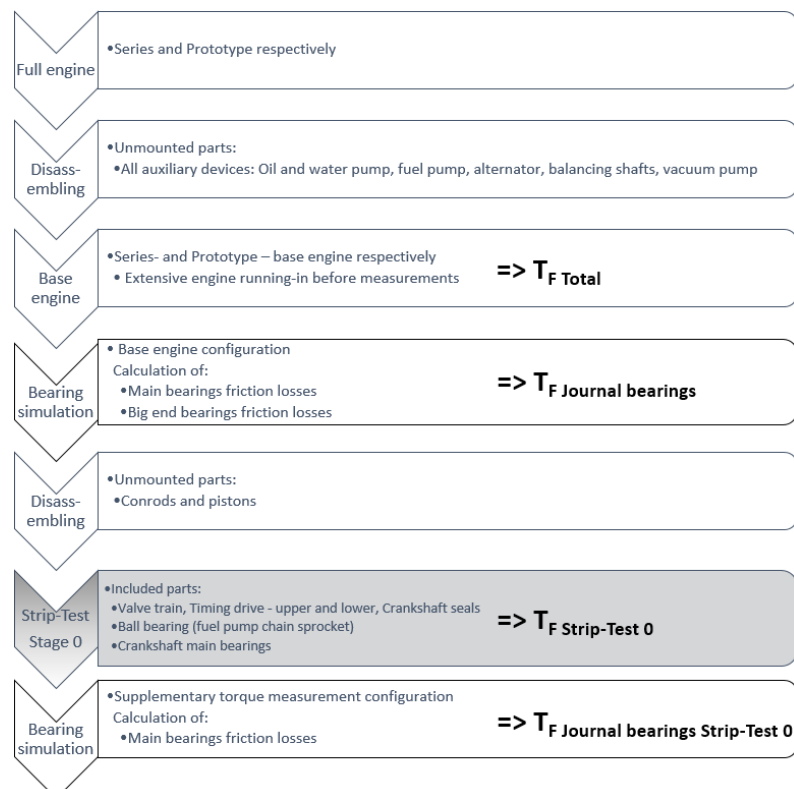 Full engine
•Series and Prototype respectively
Disass-
embling
•Unmounted parts:
•All auxiliary devices: Oil and water pump, fuel pump, alternator, balancing shafts, vacuum pump
Base
engine
•Series- and Prototype – base engine respectively
• Extensive engine running-in before measurements
=> T F Total
Bearing
simulation
• Base engine configuration
Calculation of:
•Main bearings friction losses
•Big end bearings friction losses
=> T F Journal bearings
Disass-
embling
•Unmounted parts:
•Conrods and pistons
Strip-Test
Stage 0
•Included parts:
•Valve train, Timing drive - upper and lower, Crankshaft seals
•Ball bearing (fuel pump chain sprocket)
•Crankshaft main bearings
=> T F Strip-Test 0
Bearing
simulation
•Supplementary torque measurement configuration
Calculation of:
•Main bearings friction losses
=> T F Journal bearings Strip-Test 0